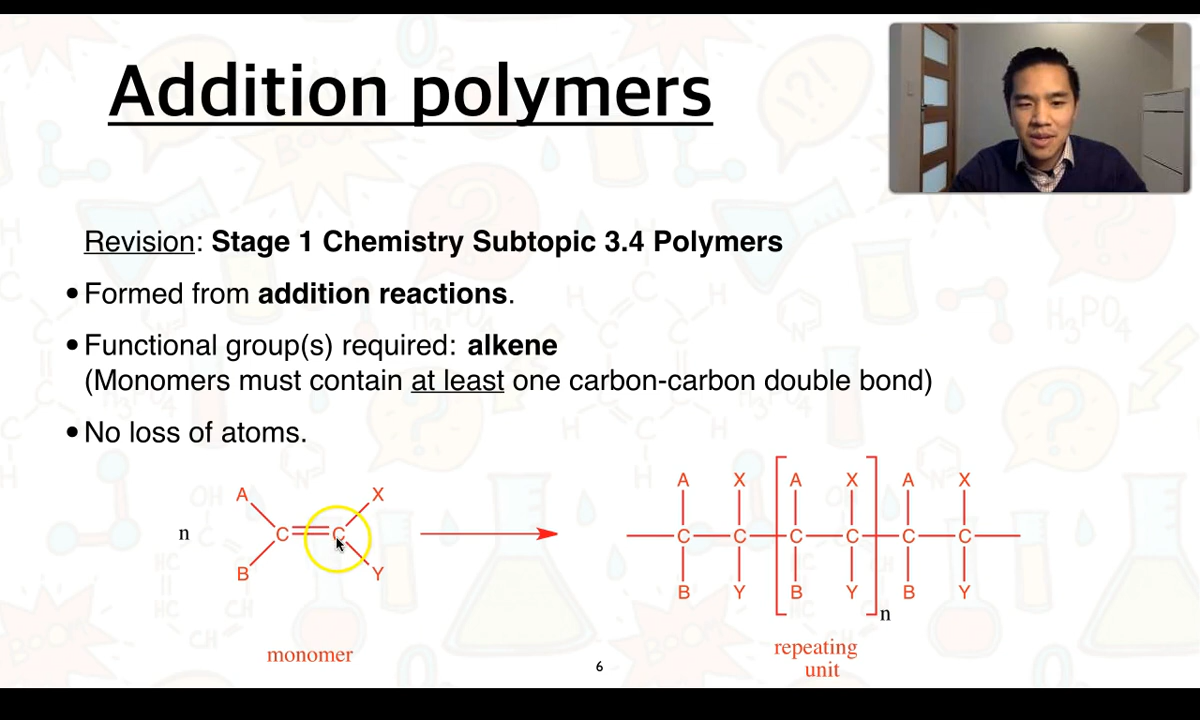 Addition polymers
Revision: Stage 1 Chemistry Subtopic 3.4 Polymers
•Formed from addition reactions.
•Functional group(s) required: alkene
(Monomers must contain at least one carbon-carbon double bond)
•No loss of atoms.
A X
n C C
B Y
monomer
A X A X A X
C C C C C C
B Y B Y B Y
n
repeating
unit
6